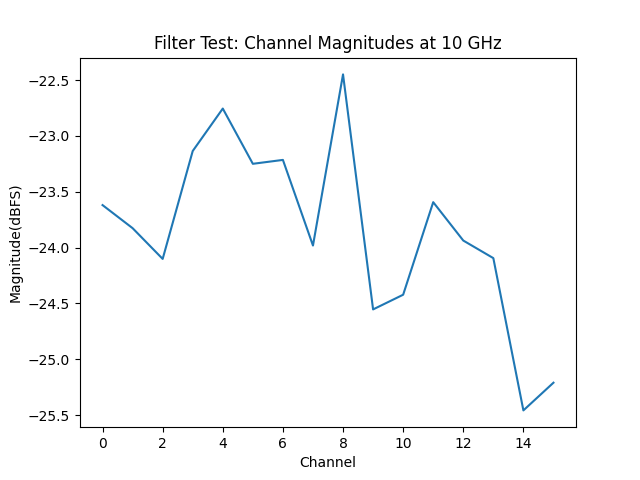 Filter Test: Channel Magnitudes at 10 GHz
−22.5
−23.0
−23.5
−24.0
−24.5
−25.0
−25.5
Magnitude(dBFS)
0 2 4 6 8 10 12 14
Channel